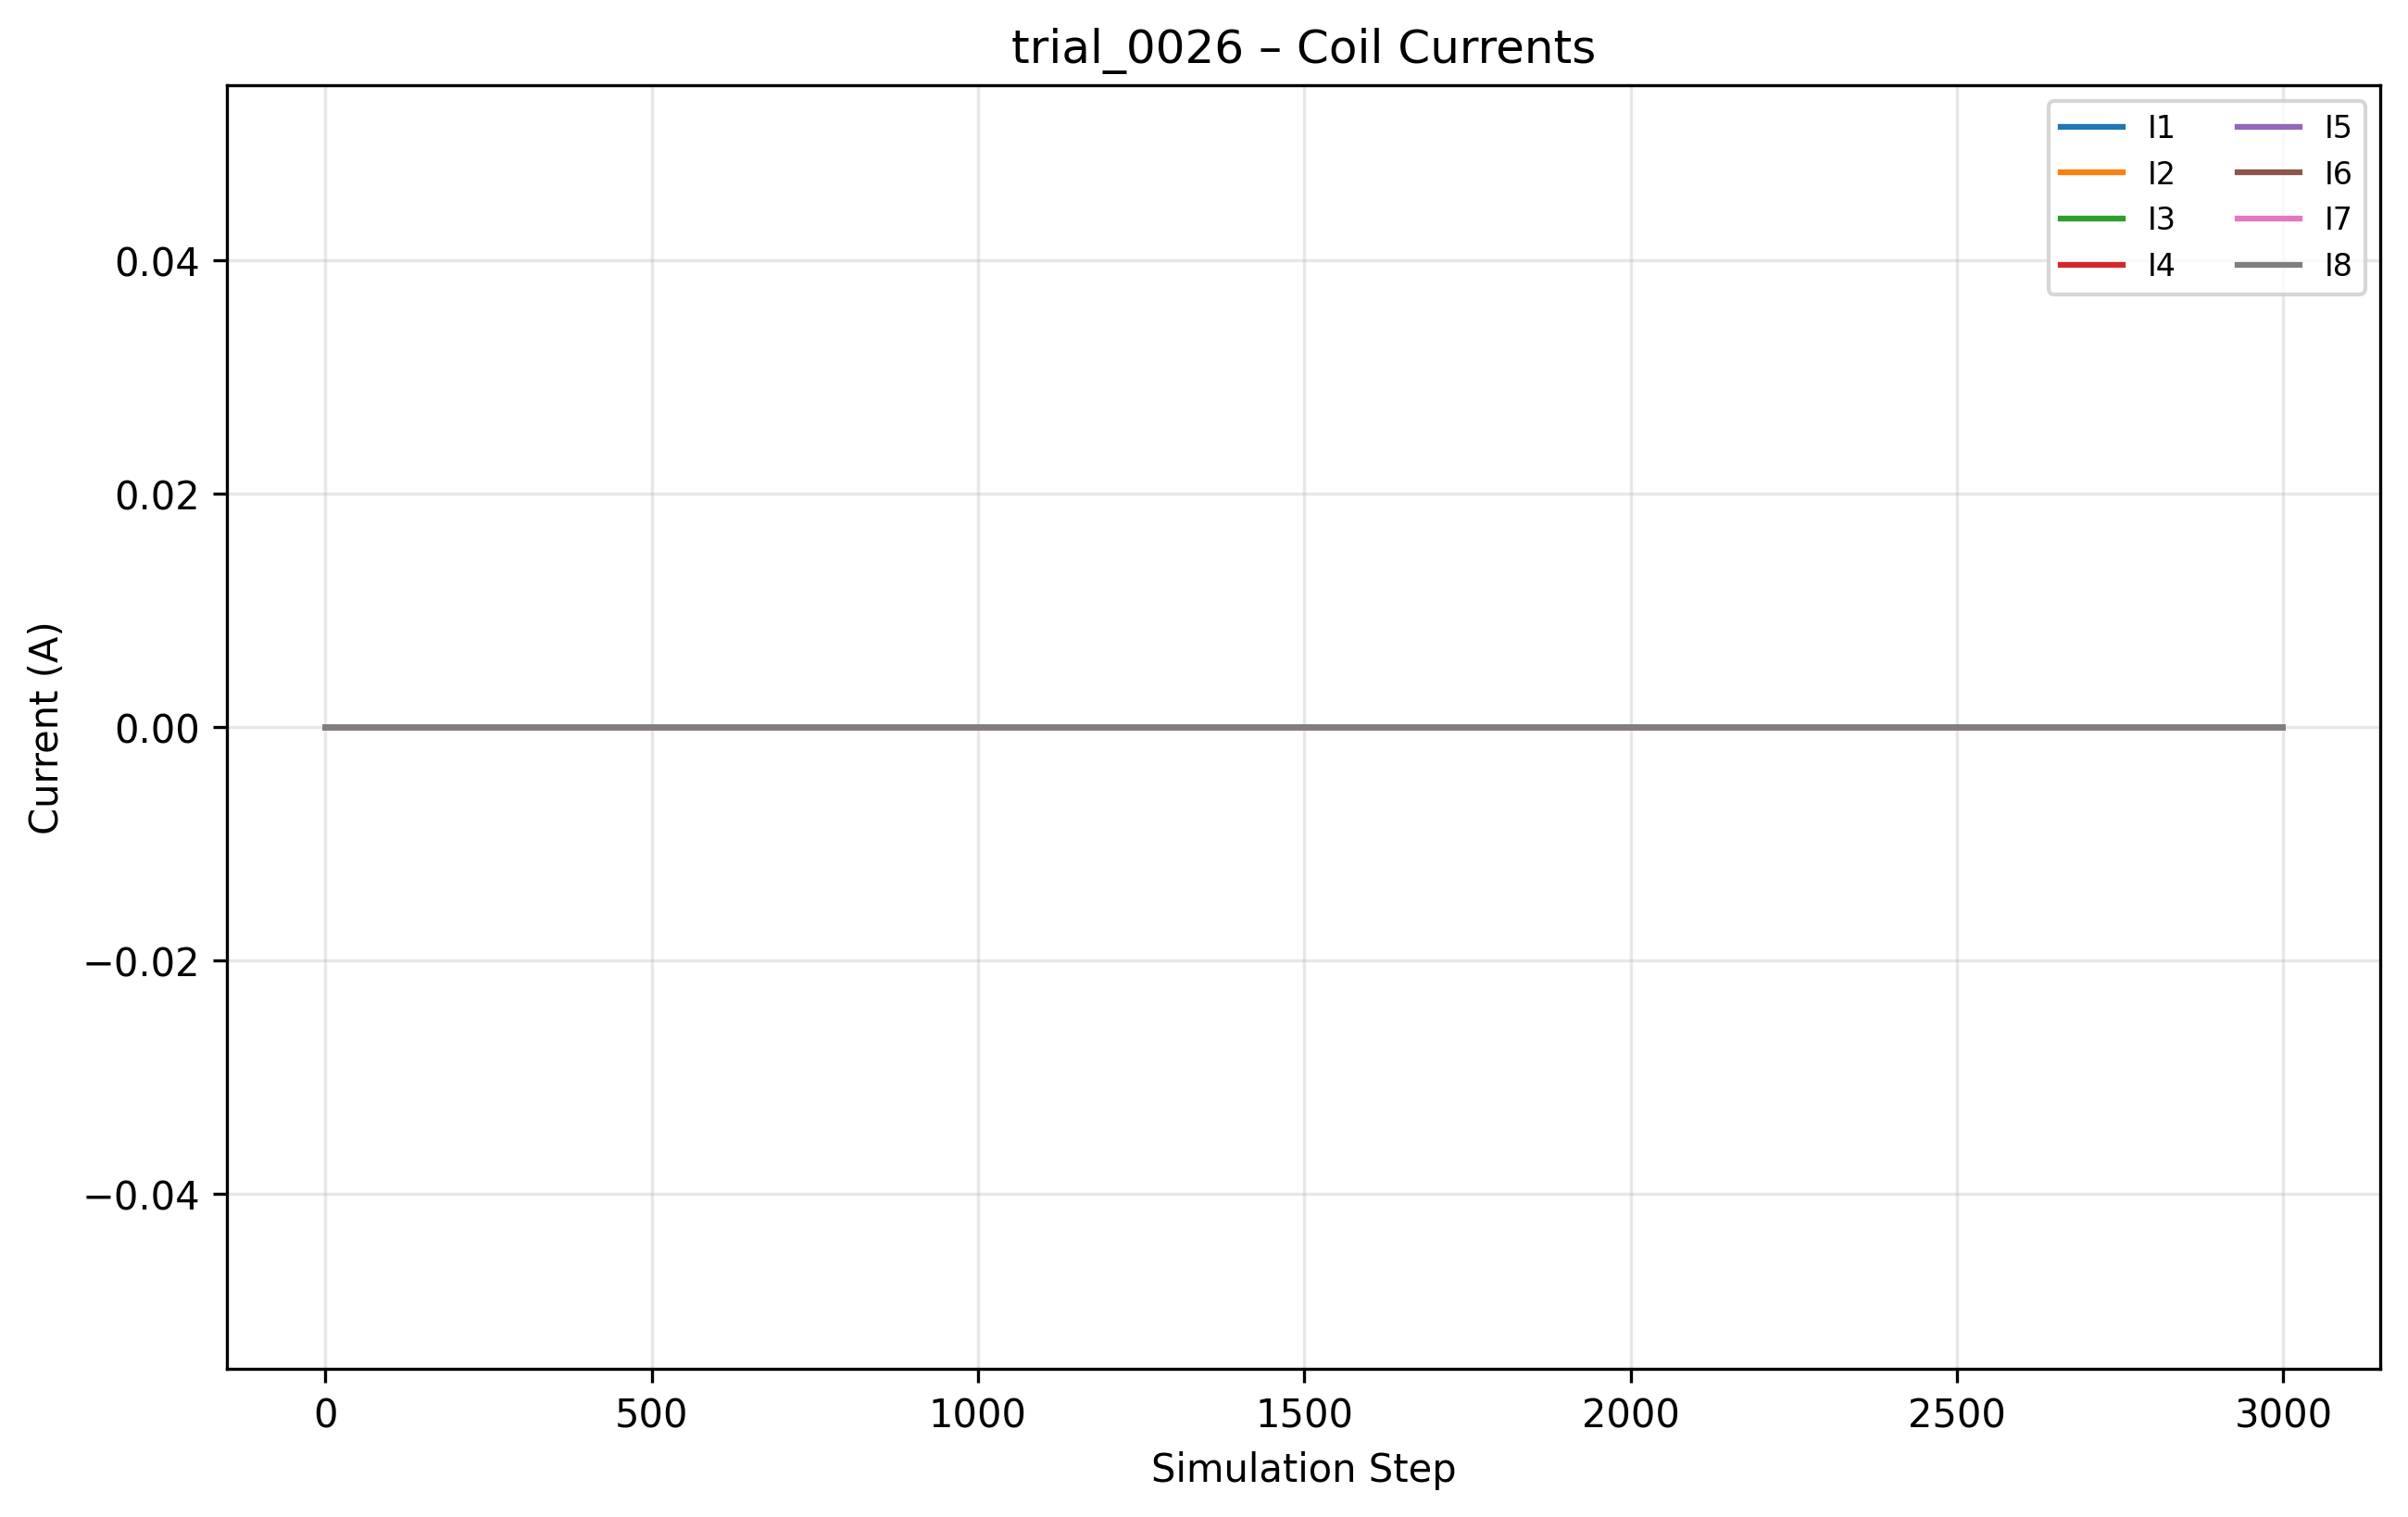 trial_0026 – Coil Currents
I1 I5
I2 I6
I3 I7
I4 I8
Current (A)
0.04
0.02
0.00
−0.02
−0.04
0 500 1000 1500 2000 2500 3000
Simulation Step